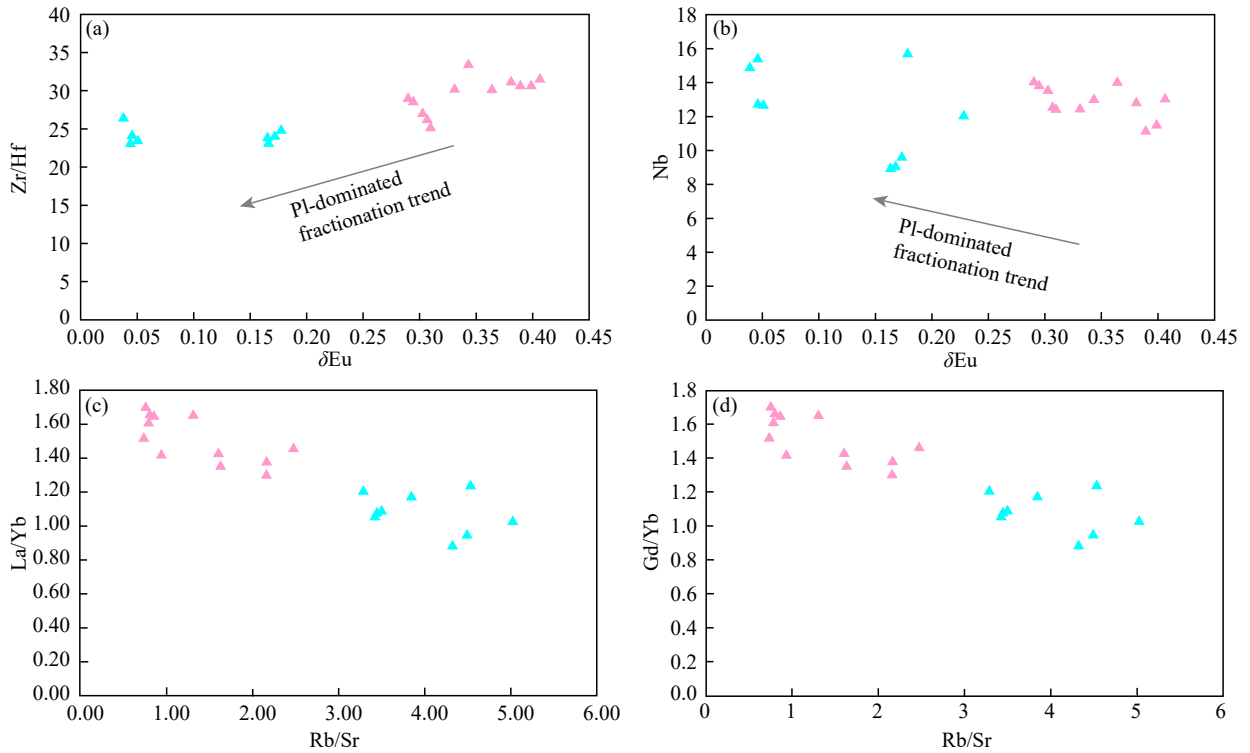 (a)
Zr/Hf
40
35
30
25
20
15
10
5
0
Pl-dominated
fractionation trend
0.00 0.05 0.10 0.15 0.20 0.25 0.30 0.35 0.40 0.45
δEu
(b)
Nb
18
16
14
12
10
8
6
4
2
0
Pl-dominated
fractionation trend
0 0.05 0.10 0.15 0.20 0.25 0.30 0.35 0.40 0.45
δEu
(c)
La/Yb
1.80
1.60
1.40
1.20
1.00
0.80
0.60
0.40
0.20
0.00
0.00 1.00 2.00 3.00 4.00 5.00 6.00
Rb/Sr
(d)
Gd/Yb
1.8
1.6
1.4
1.2
1.0
0.8
0.6
0.4
0.2
0.0
0 1 2 3 4 5 6
Rb/Sr